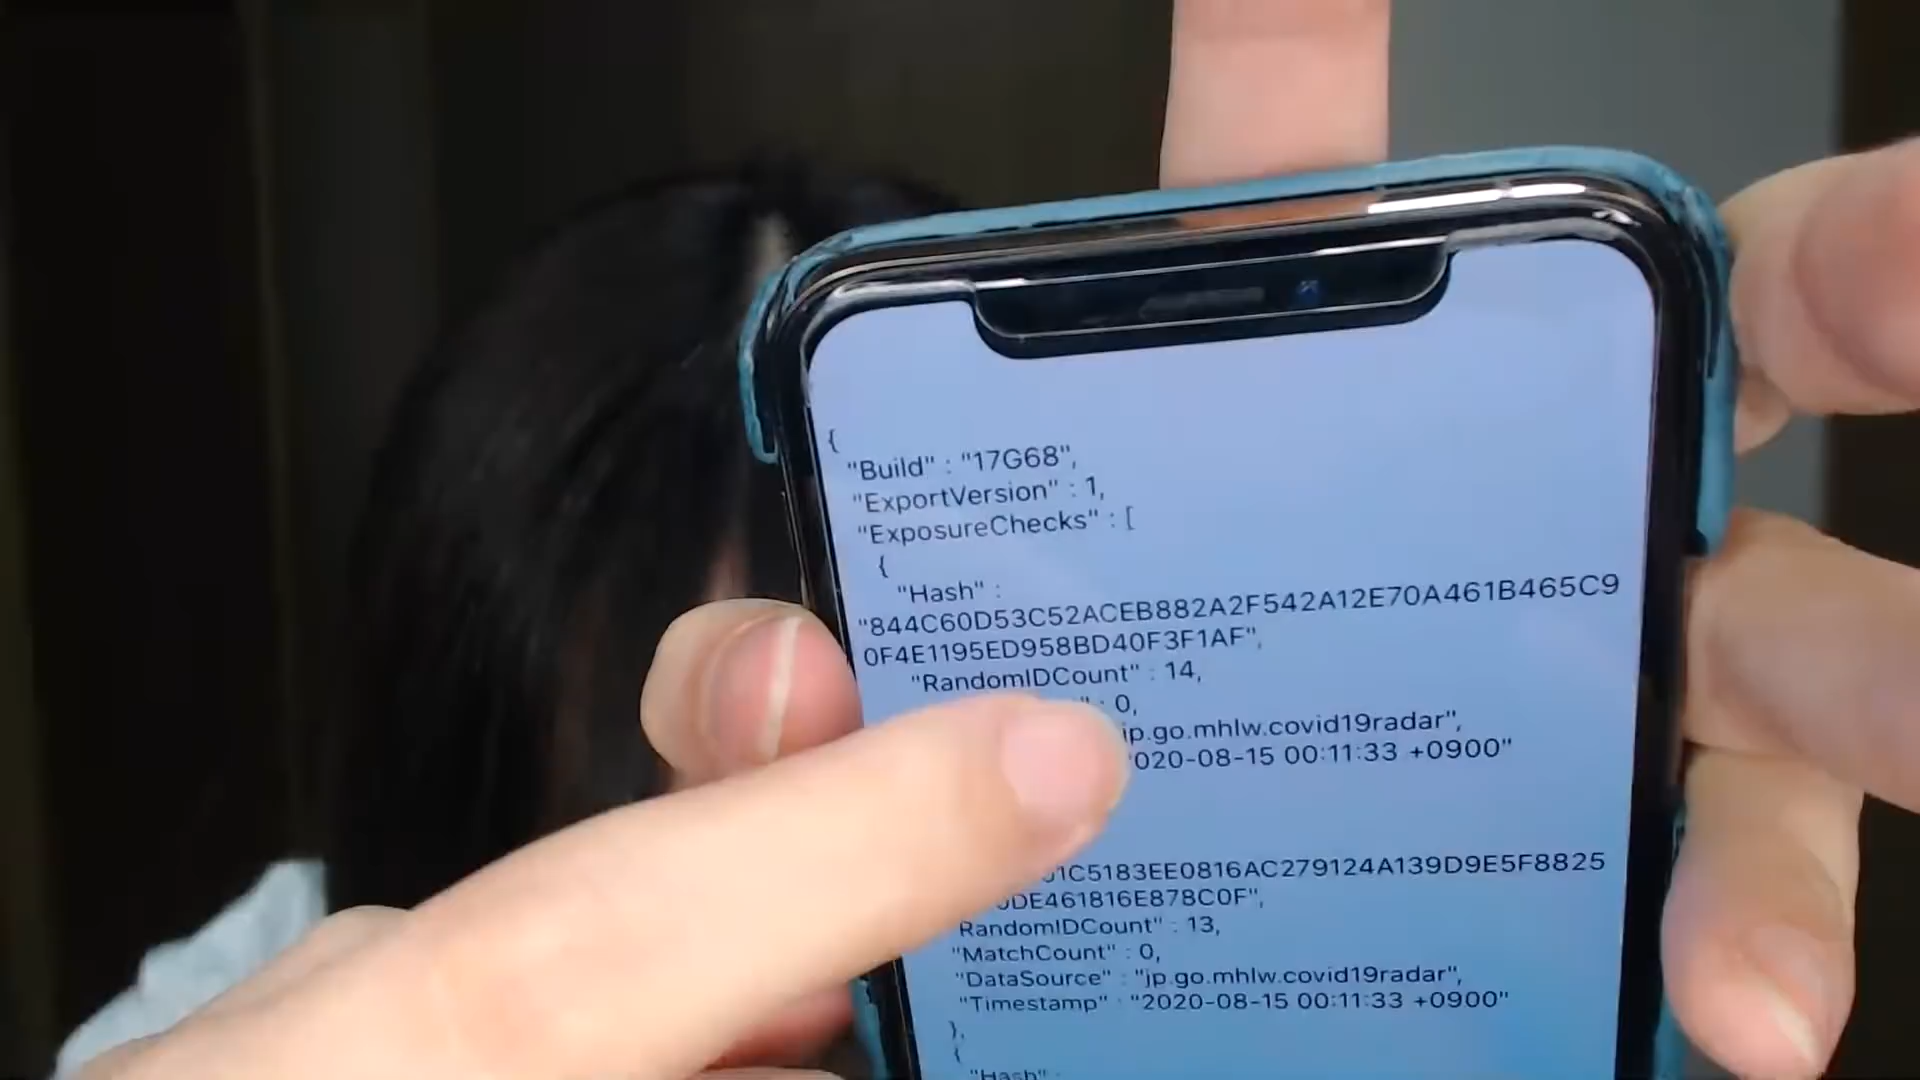 {
"Build" : "17G68",
"ExportVersion" : 1,
"ExposureChecks" : [
{
"Hash" :
"844C60D53C52ACEB882A2F542A12E70A461B465C9
0F4E1195ED958BD40F3F1AF",
"RandomIDCount" : 14,
" : 0,
jp.go.mhlw.covid19radar",
020-08-15 00:11:33 +0900"
1C5183EE0816AC279124A139D9E5F8825
DE461816E878C0F",
RandomIDCount" : 13,
"MatchCount" : 0,
"DataSource" : "jp.go.mhlw.covid19radar",
"Timestamp" : "2020-08-15 00:11:33 +0900"
},
{
"Hash" :